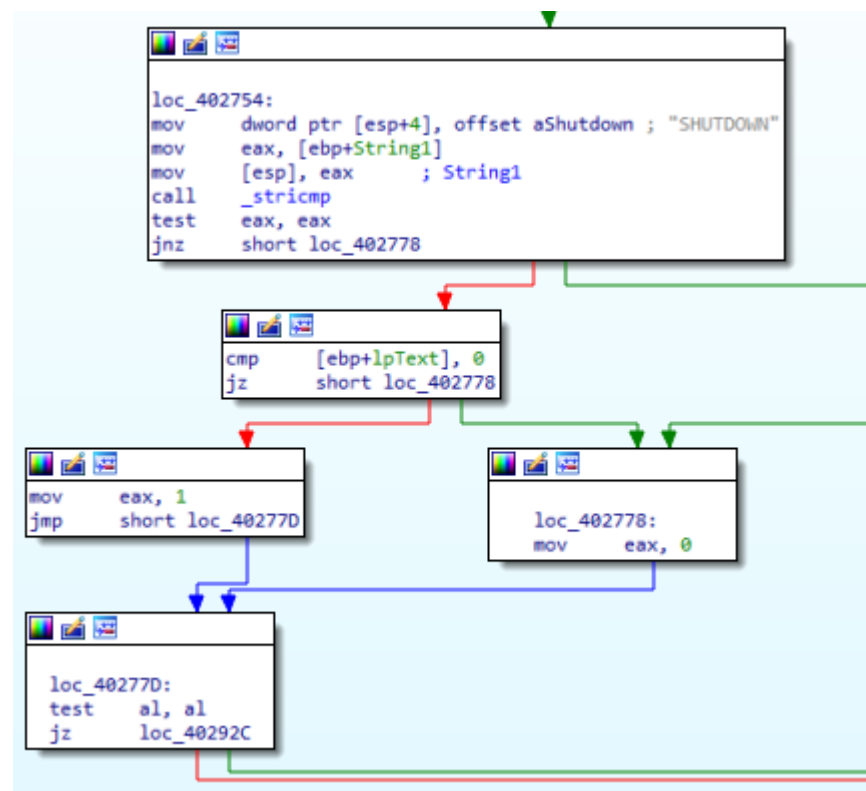 loc_402754:
mov dword ptr [esp+4], offset aShutdown ; "SHUTDOWN"
mov eax, [ebp+String1]
mov [esp], eax ; String1
call _stricmp
test eax, eax
jnz short loc_402778
cmp [ebp+lpText], 0
jz short loc_402778
mov eax, 1
jmp short loc_40277D
loc_402778:
mov eax, 0
loc_40277D:
test al, al
jz loc_40292C